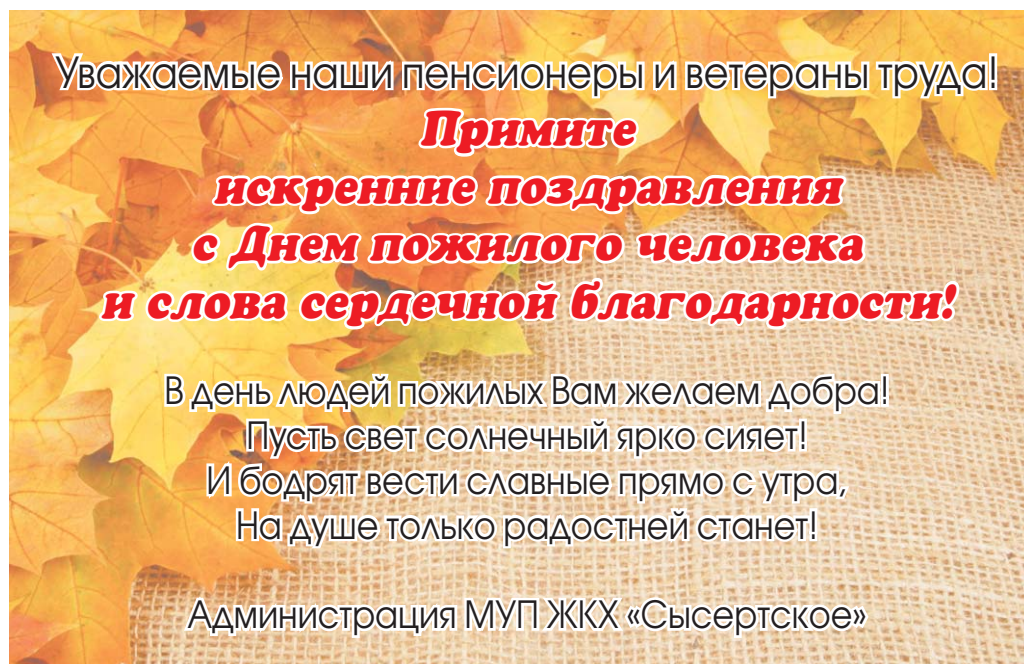 Уважаемые наши пенсионеры и ветераны труда!
Примите
искренние поздравления
с Днем пожилого человека
и слова сердечной благодарности!
В день людей пожилых Вам желаем добра!
Пусть свет солнечный ярко сияет!
И бодрят вести славные прямо с утра,
На душе только радостней станет!
Администрация МУП ЖКХ «Сысертское»